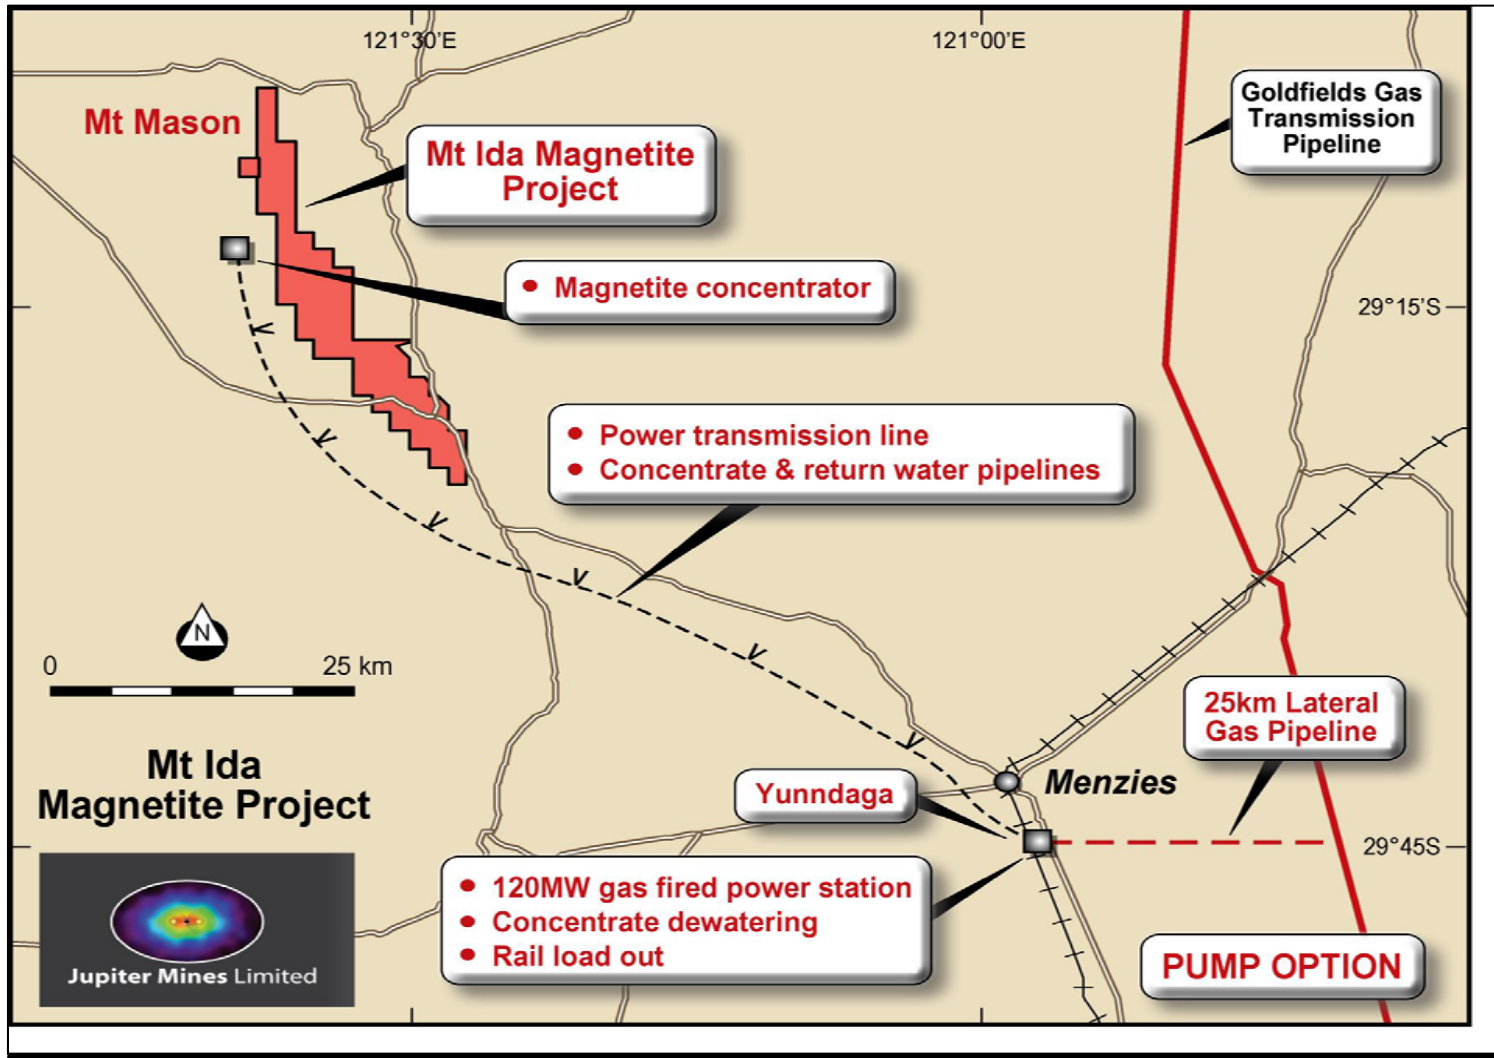 121°30'E
121°00'E
Goldfields Gas
Transmission
Pipeline
Mt Mason
Mt Ida Magnetite
Project
• Magnetite concentrator
29°15'S
• Power transmission line
• Concentrate & return water pipelines
N
0 25 km
25km Lateral
Gas Pipeline
Mt Ida
Magnetite Project
Menzies
Yunndaga
29°45S
• 120MW gas fired power station
• Concentrate dewatering
• Rail load out
PUMP OPTION
Jupiter Mines Limited